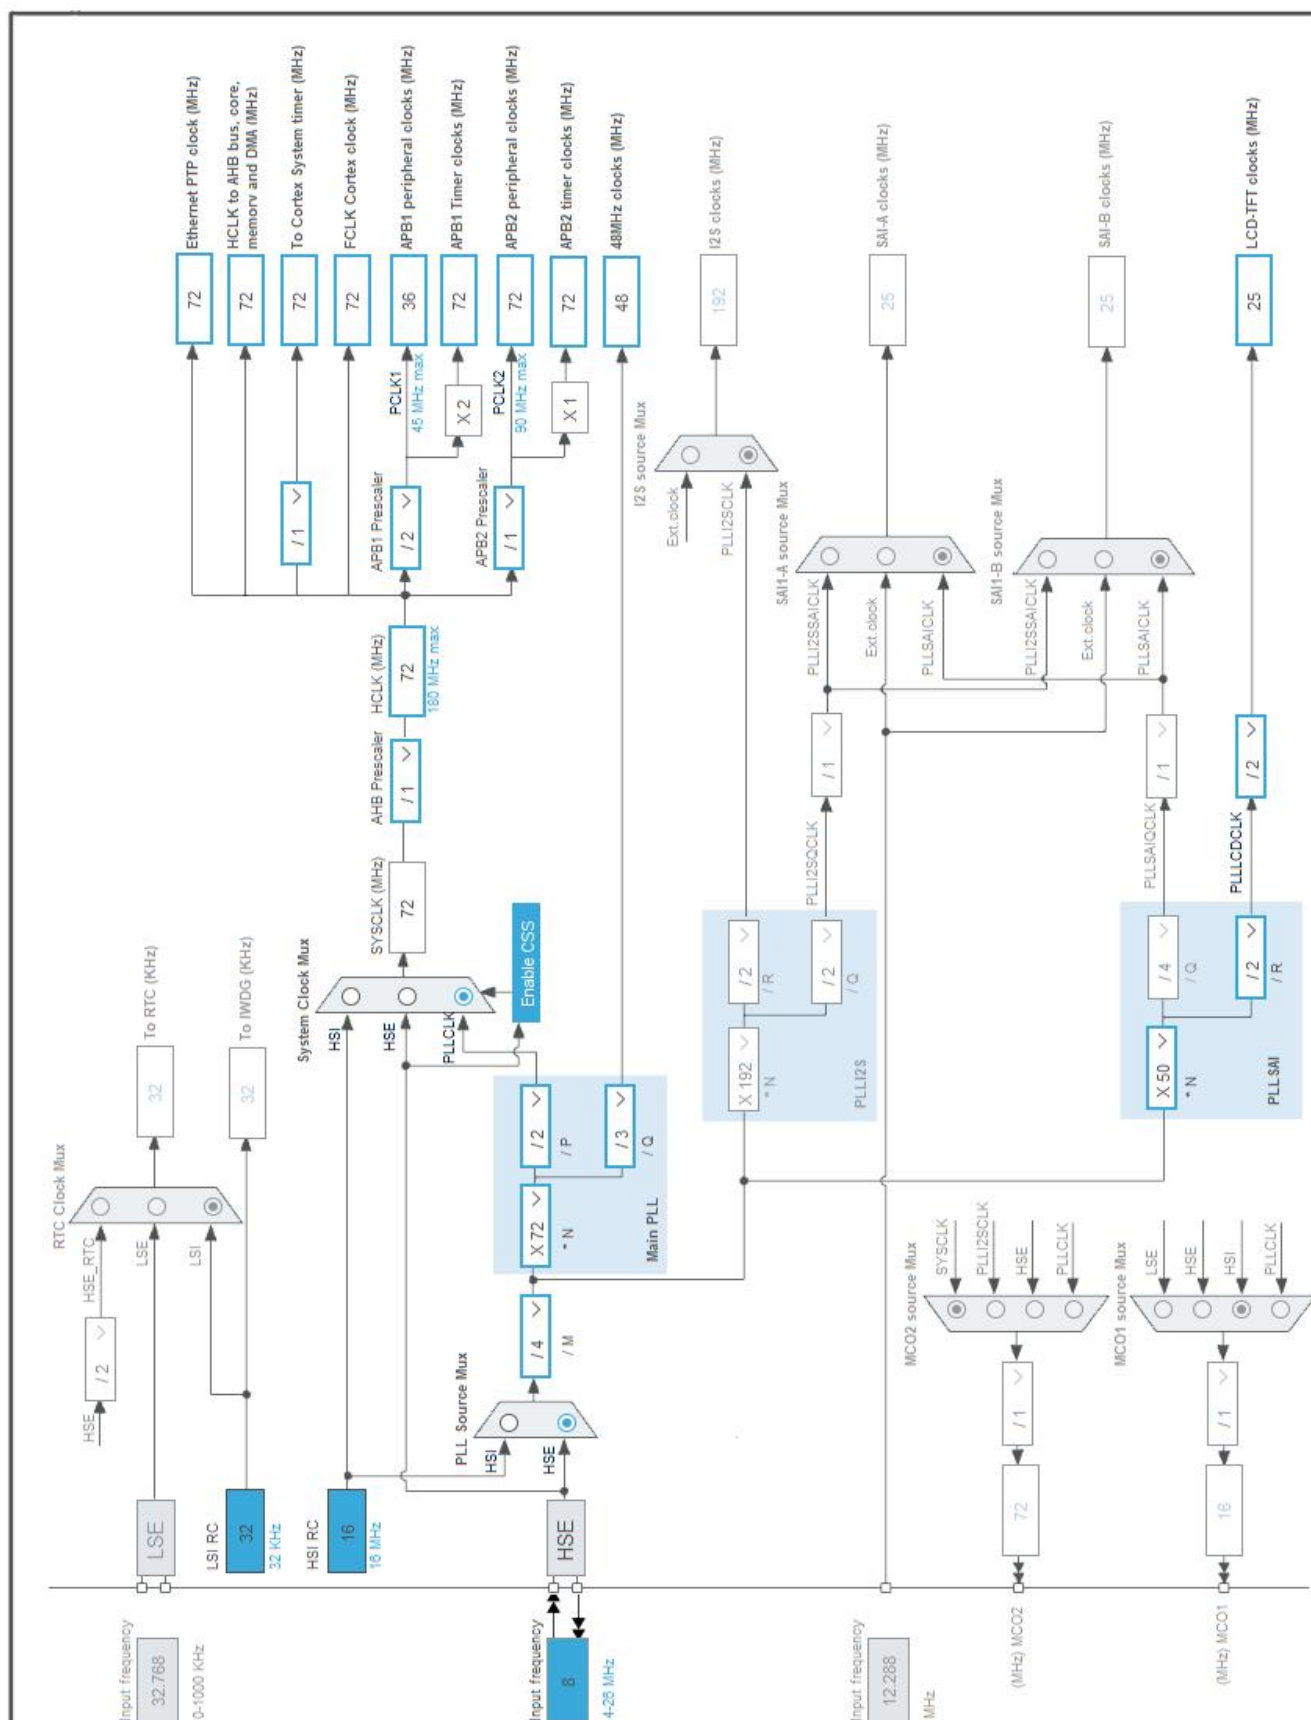 Ethernet PTP clock (MHz)
72
HCLK to AHB bus, core,
memory and DMA (MHz)
72
To Cortex System timer (MHz)
72
/ 1
FCLK Cortex clock (MHz)
72
APB1 peripheral clocks (MHz)
36
PCLK1
45 MHz max
APB1 Prescaler
/ 2
APB1 Timer clocks (MHz)
72
X 2
APB2 peripheral clocks (MHz)
72
PCLK2
90 MHz max
APB2 Prescaler
/ 1
APB2 timer clocks (MHz)
72
X 1
48MHz clocks (MHz)
48
I2S clocks (MHz)
192
I2S source Mux
Ext.clock
PLLI2SCLK
SAI-A clocks (MHz)
25
SAI1-A source Mux
PLLI2SSAICLK
Ext.clock
PLLSAICLK
SAI-B clocks (MHz)
25
SAI1-B source Mux
PLLI2SSAICLK
Ext.clock
PLLSAICLK
LCD-TFT clocks (MHz)
25
HCLK (MHz)
72
180 MHz max
AHB Prescaler
/ 1
SYSCLK (MHz)
72
System Clock Mux
HSI
HSE
PLLCLK
Enable CSS
To RTC (KHz)
32
To IWDG (KHz)
32
RTC Clock Mux
HSE
/ 2
HSE_RTC
LSE
LSI
X 72
* N
/ 2
/ P
/ 3
/ Q
Main PLL
PLL Source Mux
HSI
HSE
/ 4
/ M
X 192
* N
/ 2
/ R
/ 2
/ Q
PLLI2S
PLLI2SQCLK
/ 1
X 50
* N
/ 4
/ Q
/ 2
/ R
PLLSAI
PLLSAIQCLK
/ 1
PLLLCDCLK
/ 2
MCO2 source Mux
SYSCLK
PLLI2SCLK
HSE
PLLCLK
/ 1
72
(MHz) MCO2
MCO1 source Mux
LSE
HSE
HSI
PLLCLK
/ 1
16
(MHz) MCO1
Input frequency
32.768
0-1000 KHz
LSE
LSI RC
32
32 KHz
HSI RC
16
16 MHz
Input frequency
8
4-26 MHz
HSE
Input frequency
12.288
MHz